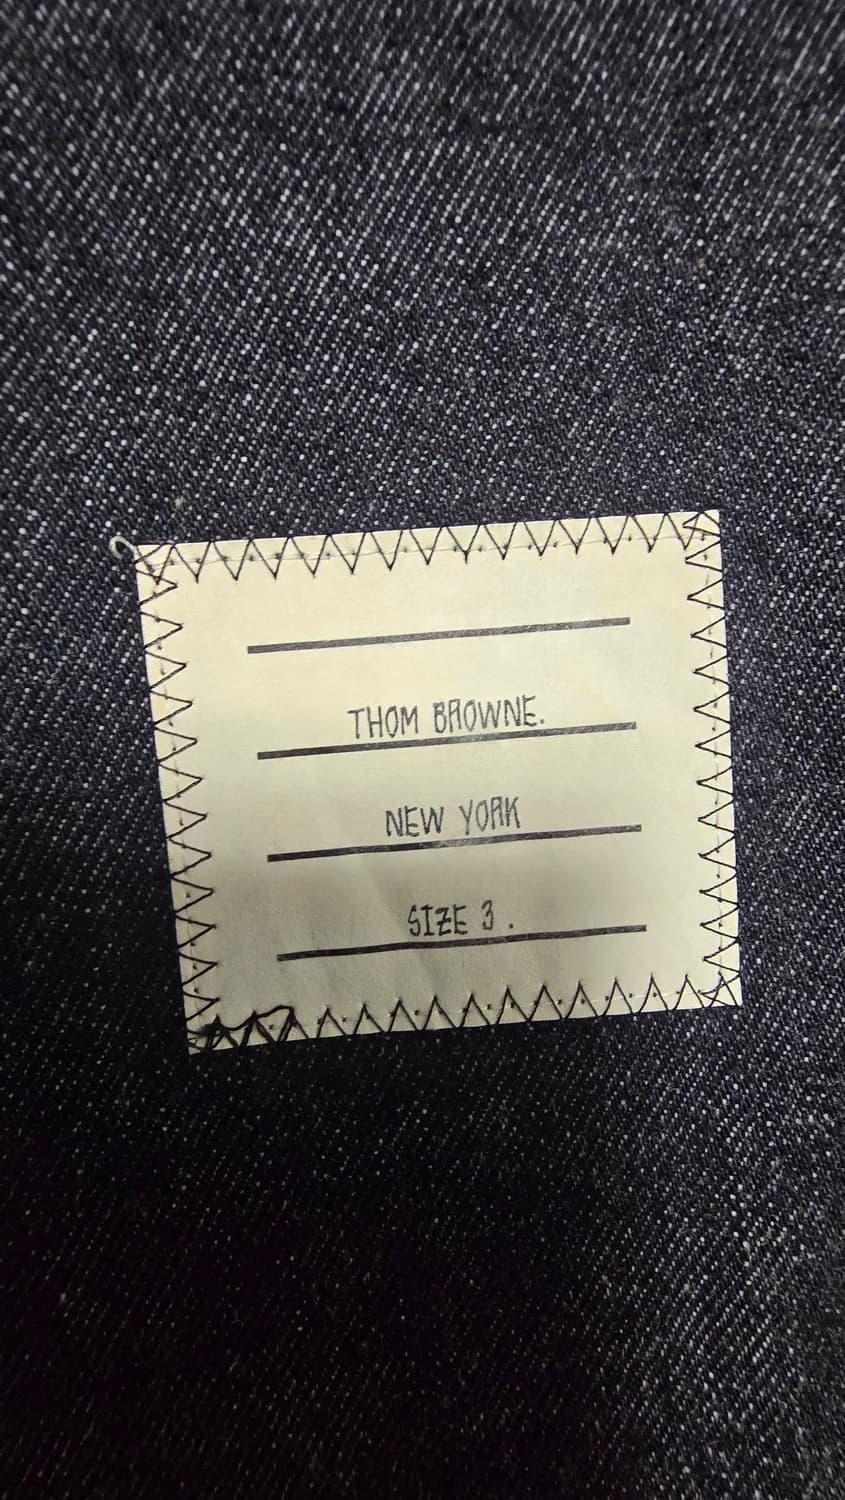 THOM BROWNE.
NEW YORK
SIZE 3 .